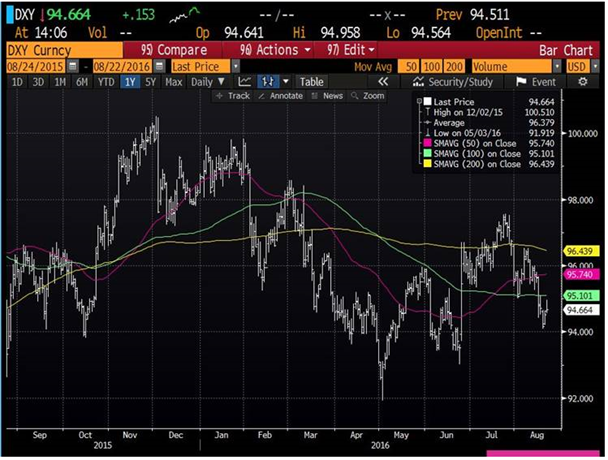 DXY ↓ 94.664 +.153 --/-- --x-- Prev 94.511
At 14:06 Vol -- Op 94.641 Hi 94.958 Lo 94.564 OpenInt --
DXY Curncy 95) Compare 96) Actions 97) Edit Bar Chart
08/24/2015 - 08/22/2016 Last Price Mov Avg 50 100 200 Volume USD
1D 3D 1M 6M YTD 1Y 5Y Max Daily Table « Security/Study Event
Track Annotate News Zoom
Last Price 94.664
High on 12/02/15 100.510
Average 96.379
Low on 05/03/16 91.919
SMAVG (50) on Close 95.740
SMAVG (100) on Close 95.101
SMAVG (200) on Close 96.439
100.000
98.000
96.439
96.000
95.740
95.101
94.664
94.000
92.000
Sep Oct Nov Dec Jan Feb Mar Apr May Jun Jul Aug
2015 2016